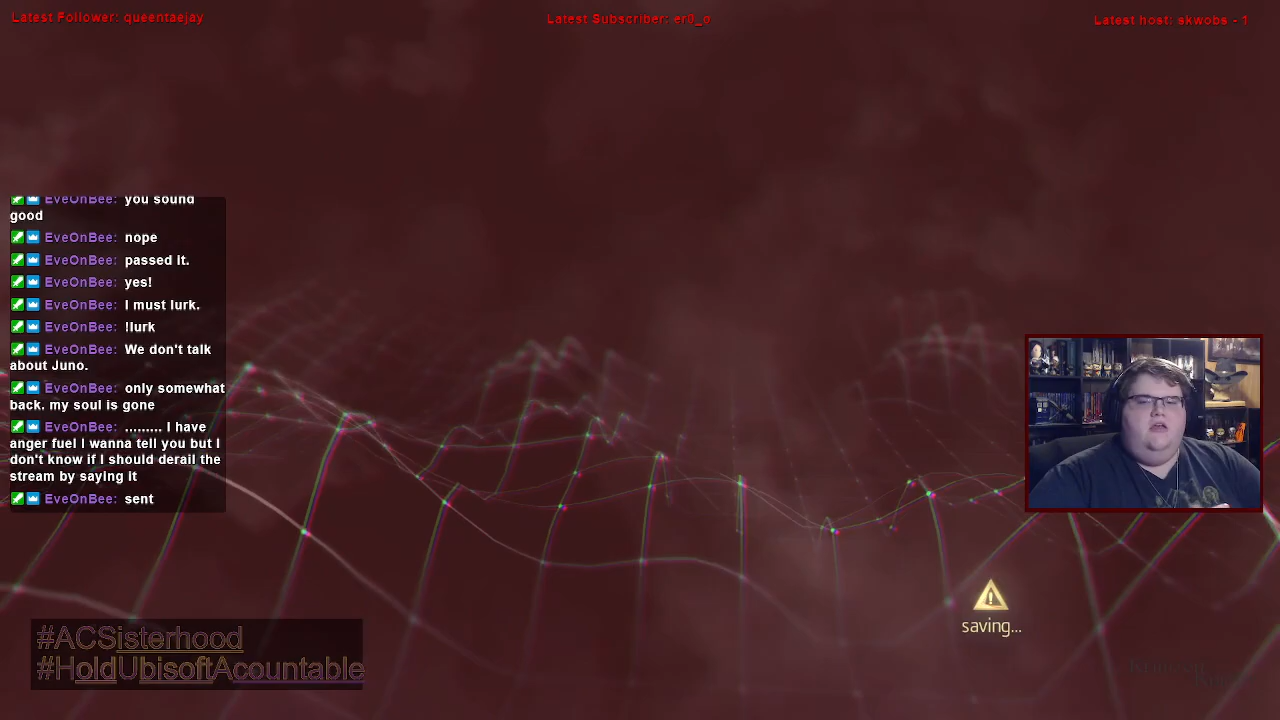 Latest Follower: queentaejay
Latest Subscriber: er0_o
Latest host: skwobs - 1
EveOnBee: you sound
good
EveOnBee: nope
EveOnBee: passed it.
EveOnBee: yes!
EveOnBee: I must lurk.
EveOnBee: !lurk
EveOnBee: We don't talk
about Juno.
EveOnBee: only somewhat
back. my soul is gone
EveOnBee: ......... I have
anger fuel I wanna tell you but I
don't know if I should derail the
stream by saying it
EveOnBee: sent
saving...
#ACSisterhood
#HoldUbisoftAcountable